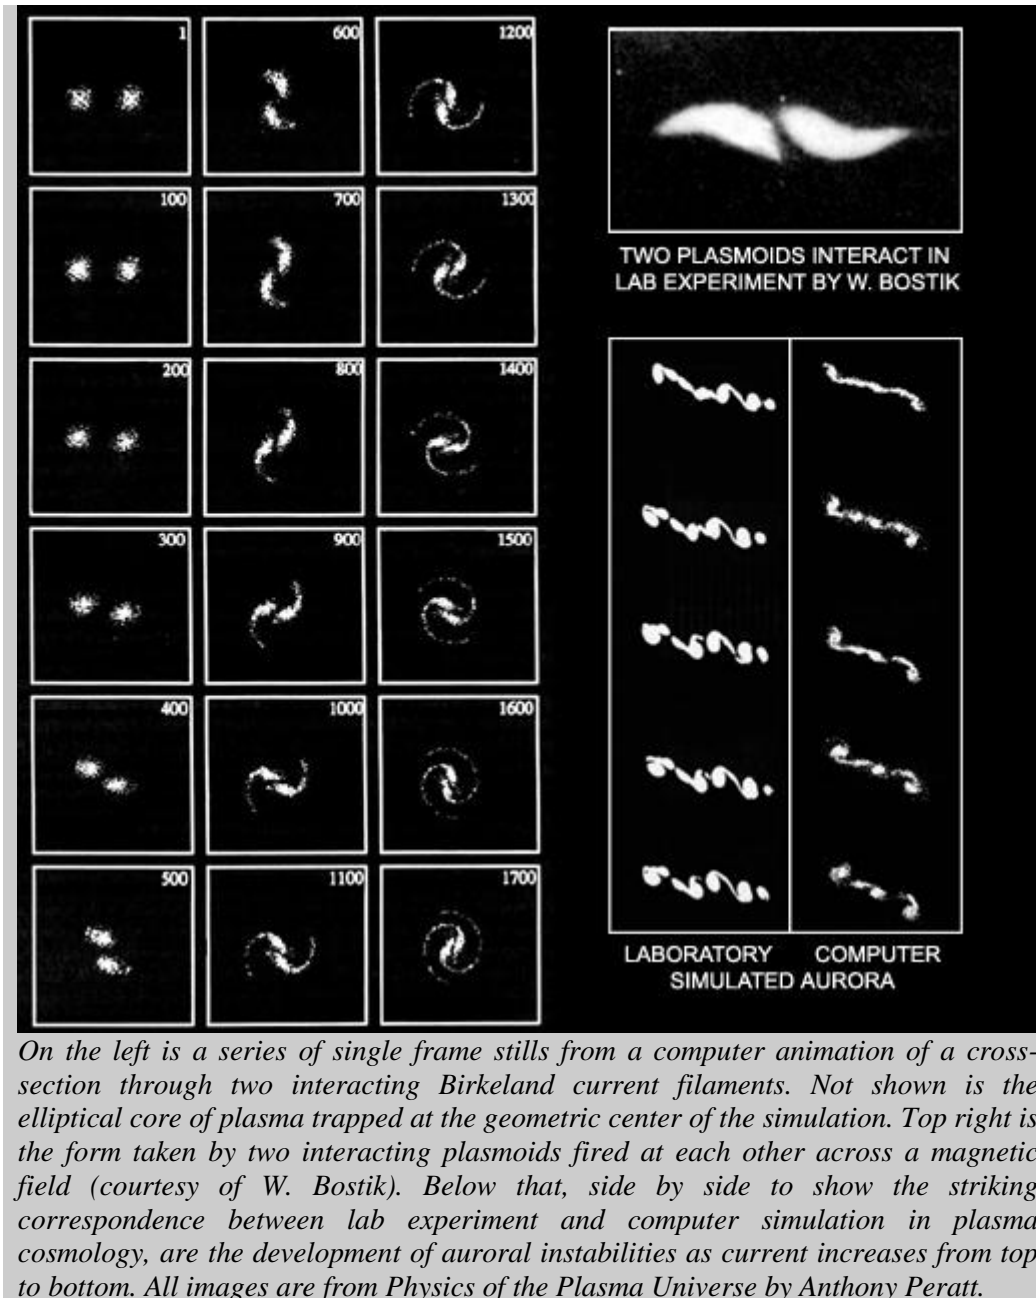 1
600
1200
100
700
1300
200
800
1400
300
900
1500
400
1000
1600
500
1100
1700
TWO PLASMOIDS INTERACT IN
LAB EXPERIMENT BY W. BOSTIK
LABORATORY COMPUTER
SIMULATED AURORA
On the left is a series of single frame stills from a computer animation of a cross-
section through two interacting Birkeland current filaments. Not shown is the
elliptical core of plasma trapped at the geometric center of the simulation. Top right is
the form taken by two interacting plasmoids fired at each other across a magnetic
field (courtesy of W. Bostik). Below that, side by side to show the striking
correspondence between lab experiment and computer simulation in plasma
cosmology, are the development of auroral instabilities as current increases from top
to bottom. All images are from Physics of the Plasma Universe by Anthony Peratt.